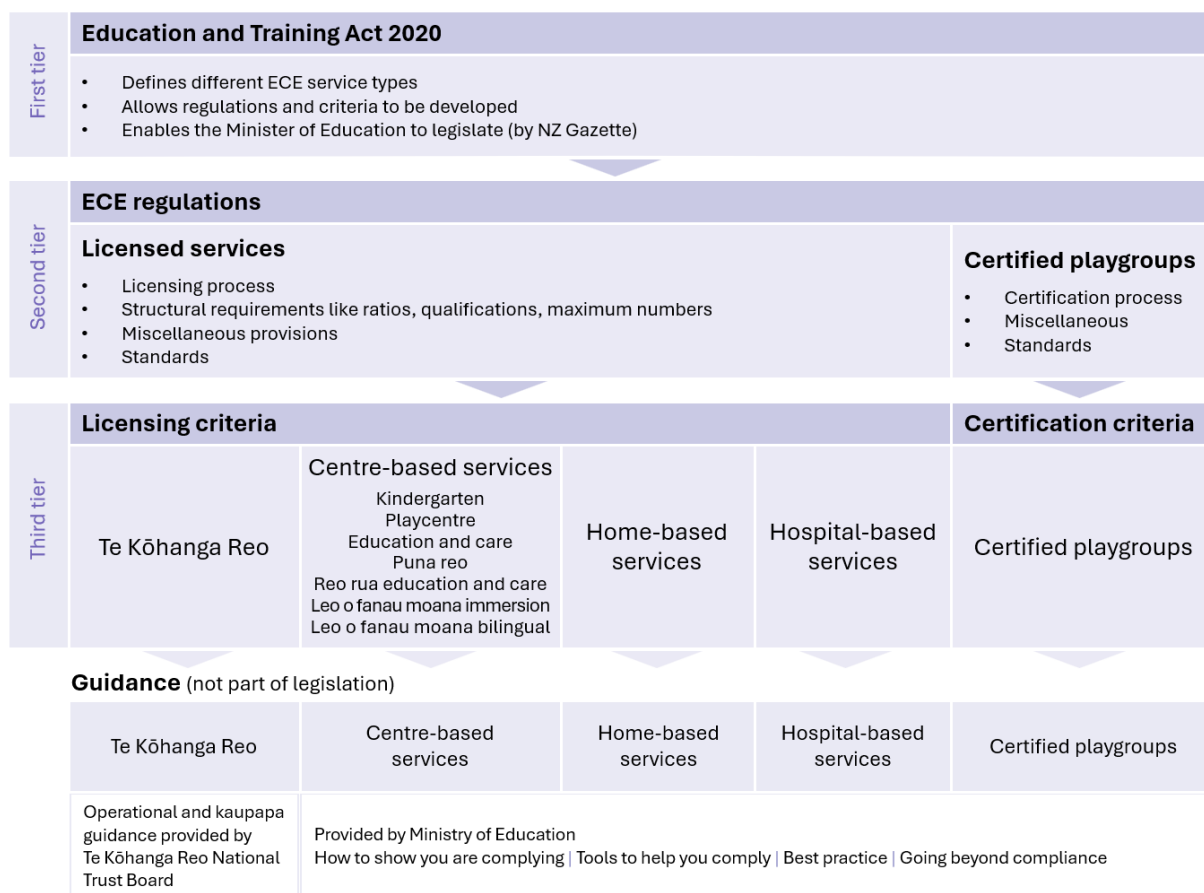 First tier
Education and Training Act 2020
• Defines different ECE service types
• Allows regulations and criteria to be developed
• Enables the Minister of Education to legislate (by NZ Gazette)
Second tier
ECE regulations
Licensed services
• Licensing process
• Structural requirements like ratios, qualifications, maximum numbers
• Miscellaneous provisions
• Standards
Certified playgroups
• Certification process
• Miscellaneous
• Standards
Third tier
Licensing criteria
Te Kōhanga Reo
Centre-based services
Kindergarten
Playcentre
Education and care
Puna reo
Reo rua education and care
Leo o fanau moana immersion
Leo o fanau moana bilingual
Home-based
services
Hospital-based
services
Certification criteria
Certified playgroups
Guidance (not part of legislation)
Te Kōhanga Reo
Centre-based
services
Home-based
services
Hospital-based
services
Certified playgroups
Operational and kaupapa
guidance provided by
Te Kōhanga Reo National
Trust Board
Provided by Ministry of Education
How to show you are complying | Tools to help you comply | Best practice | Going beyond compliance